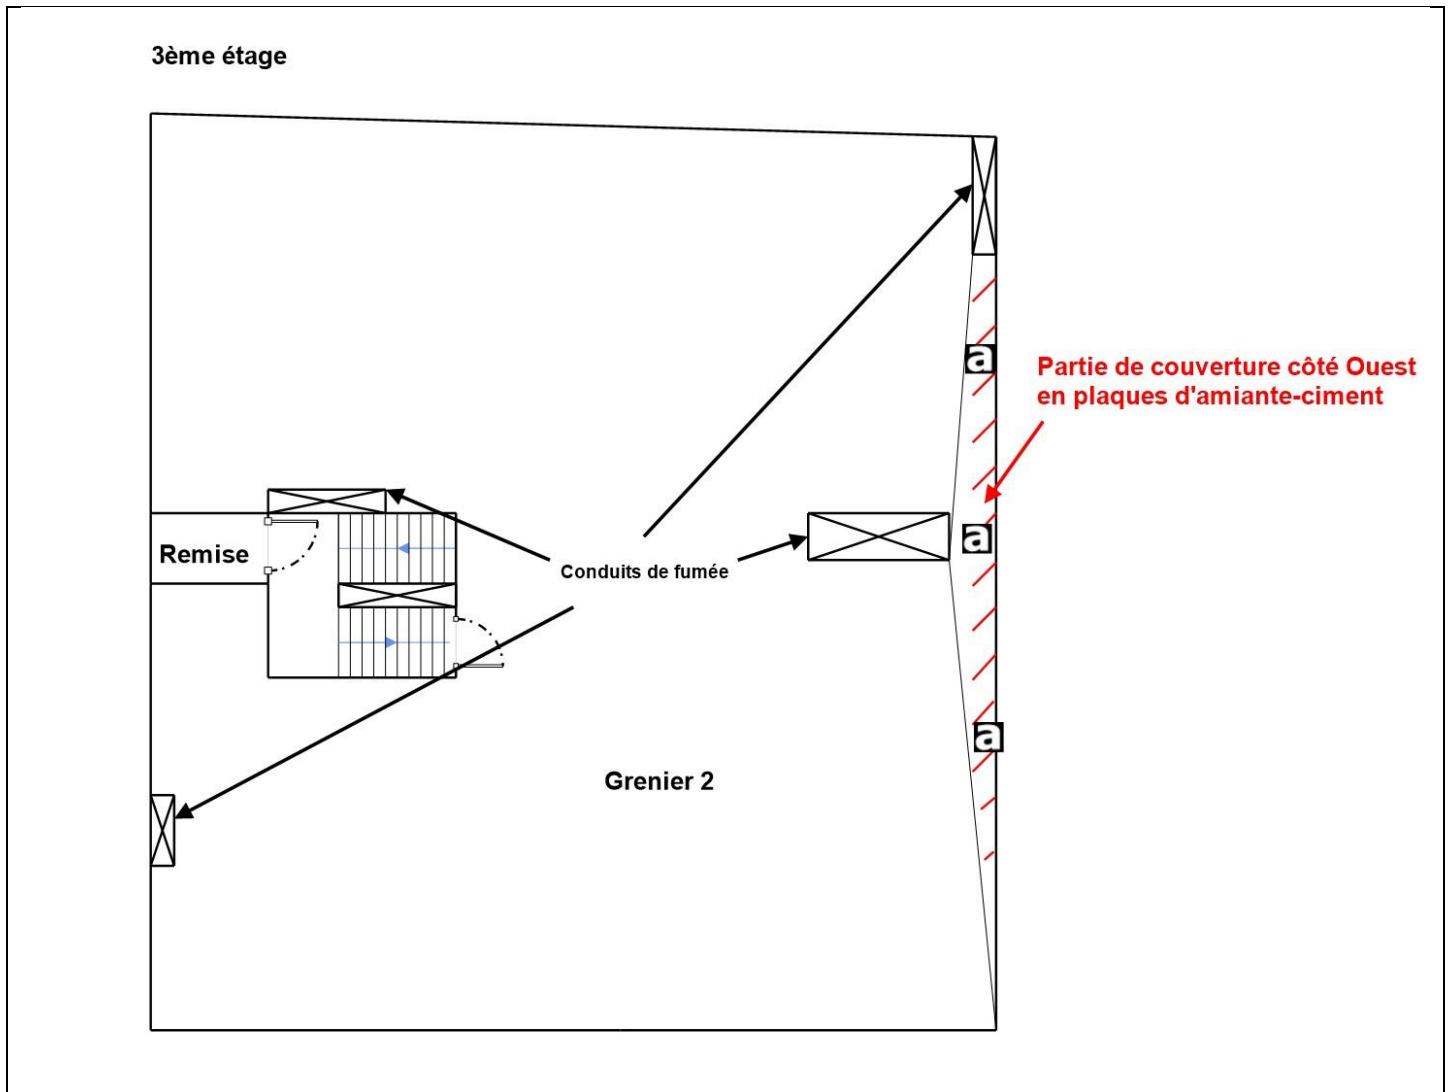 3ème étage
a
Partie de couverture côté Ouest
en plaques d'amiante-ciment
a
Remise
Conduits de fumée
a
Grenier 2